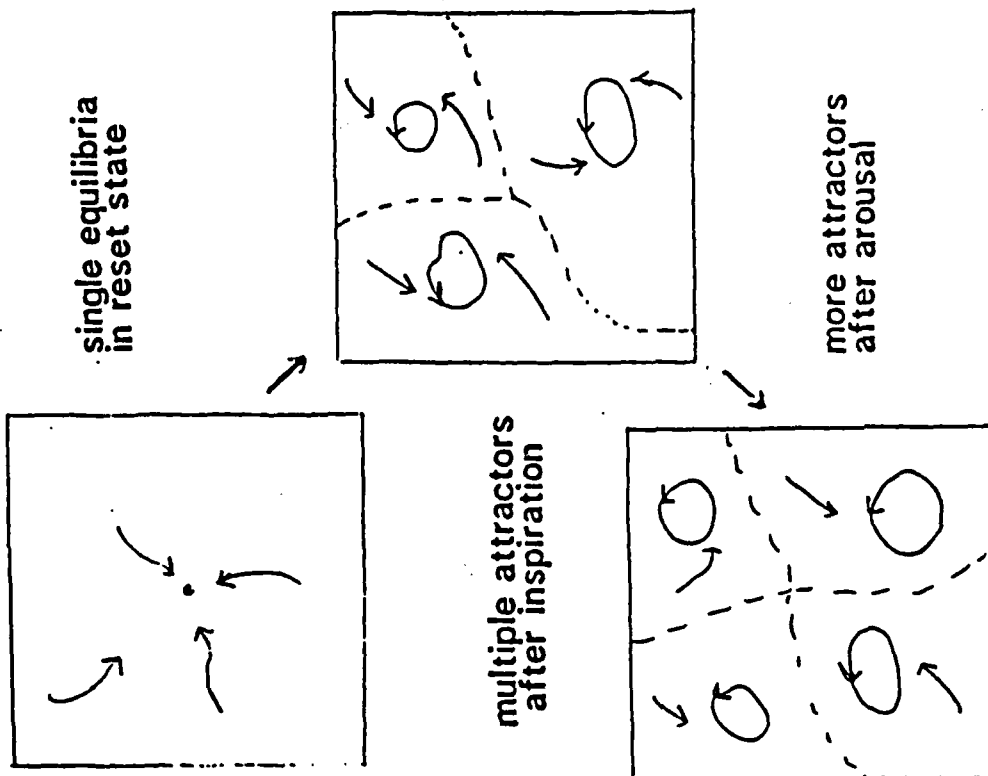 single equilibria
in reset state
multiple attractors
after inspiration
more attractors
after arousal